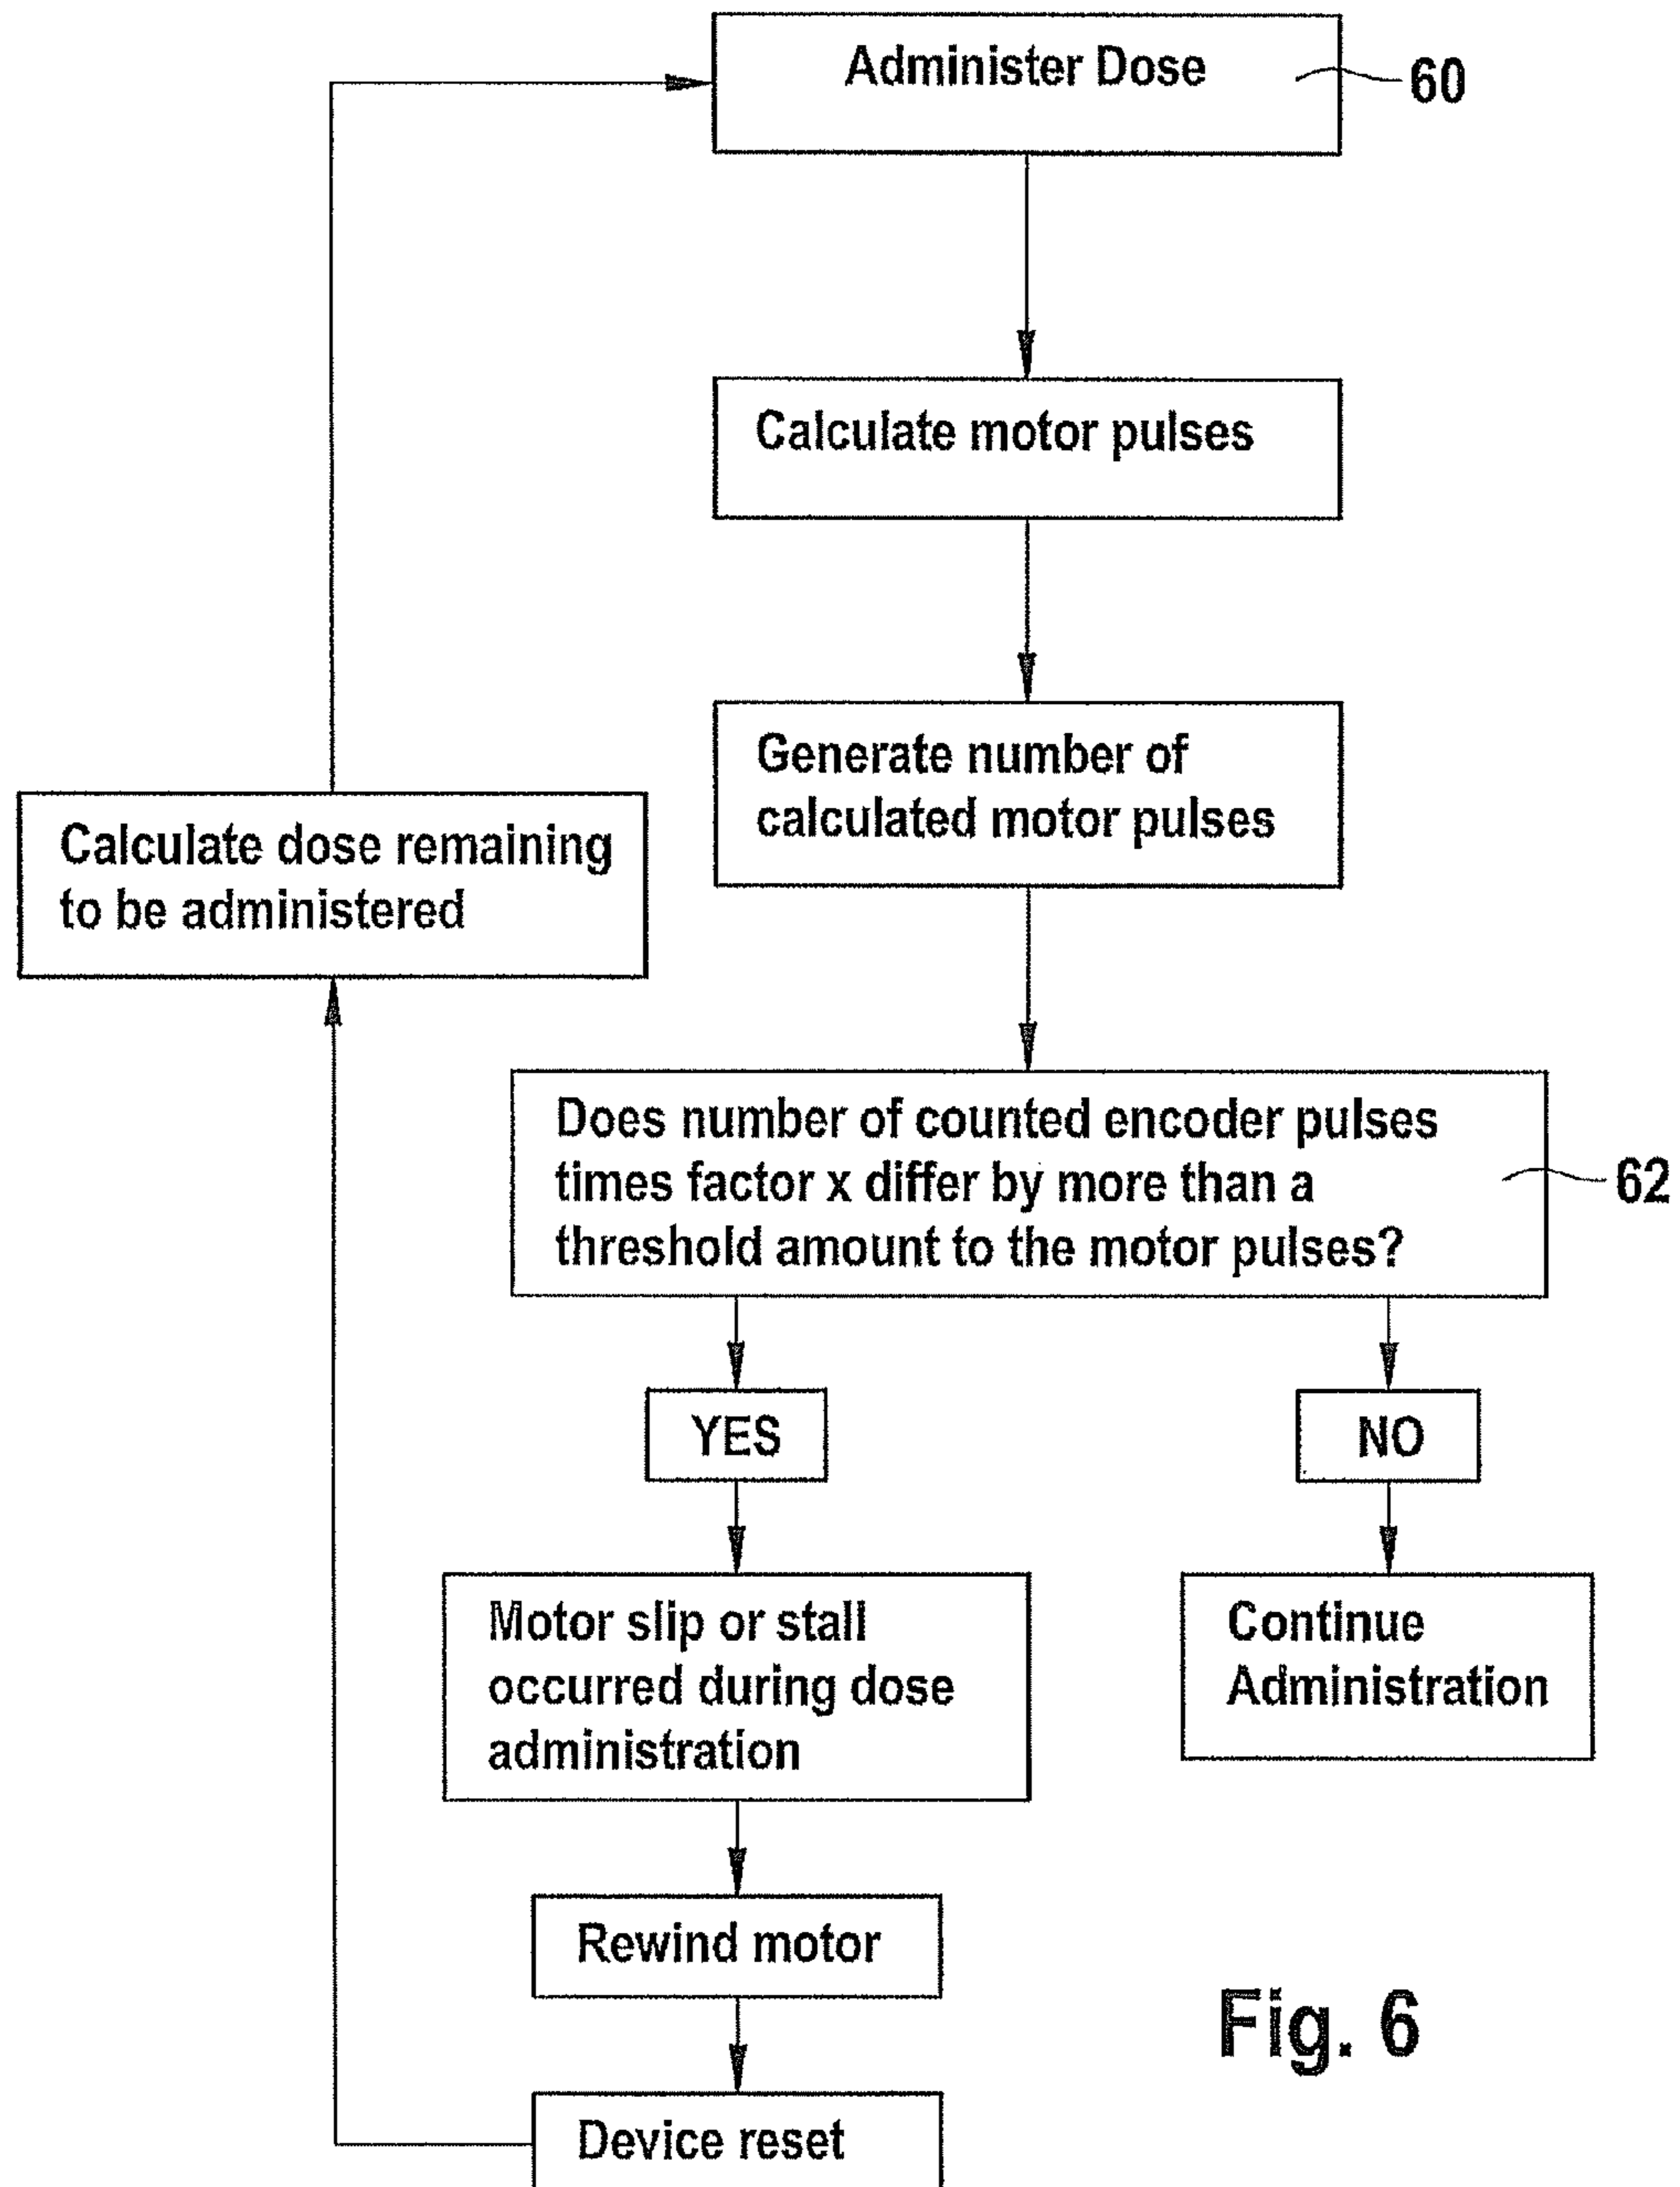 Administer Dose
60
Calculate motor pulses
Generate number of
calculated motor pulses
Calculate dose remaining
to be administered
Does number of counted encoder pulses
times factor x differ by more than a
threshold amount to the motor pulses?
62
YES
NO
Motor slip or stall
occurred during dose
administration
Continue
Administration
Rewind motor
Device reset
Fig. 6